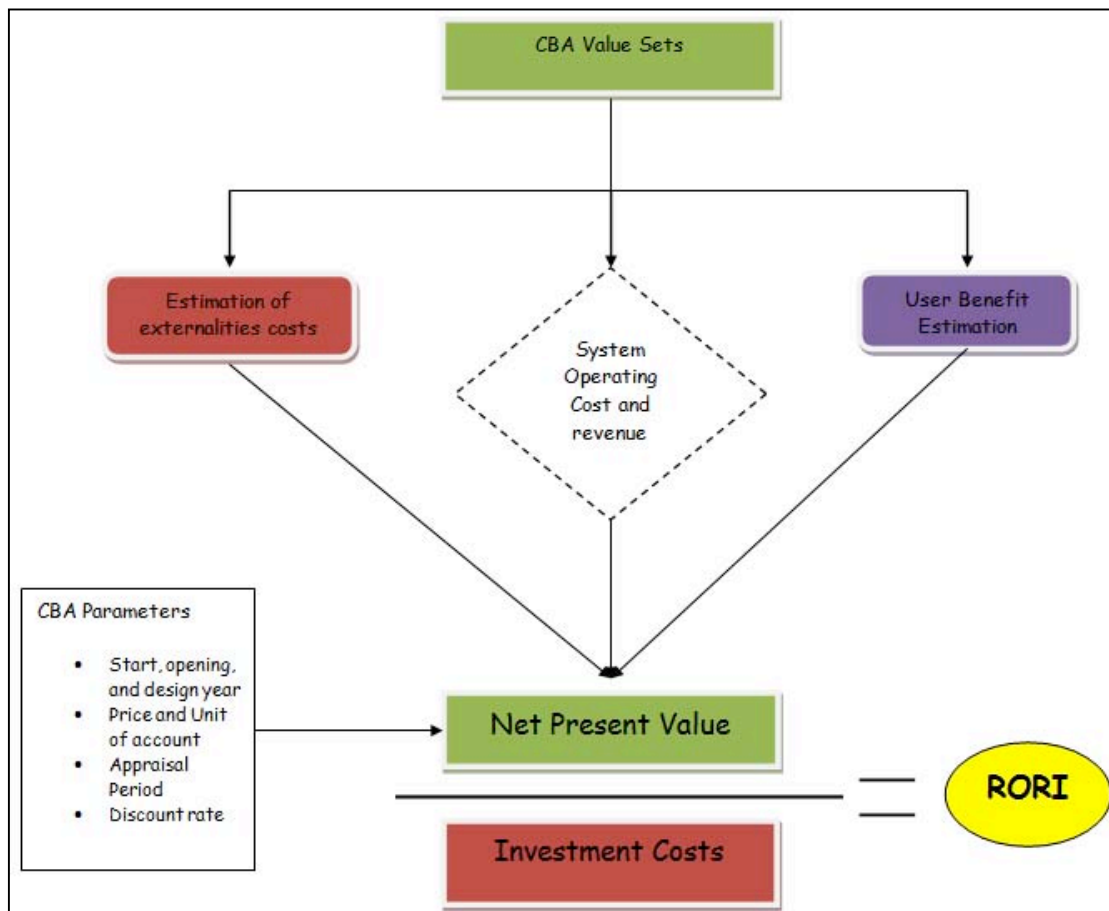 CBA Value Sets
Estimation of
externalities costs
System
Operating
Cost and
revenue
User Benefit
Estimation
CBA Parameters
• Start, opening,
and design year
• Price and Unit
of account
• Appraisal
Period
• Discount rate
Net Present Value
Investment Costs
=
RORI